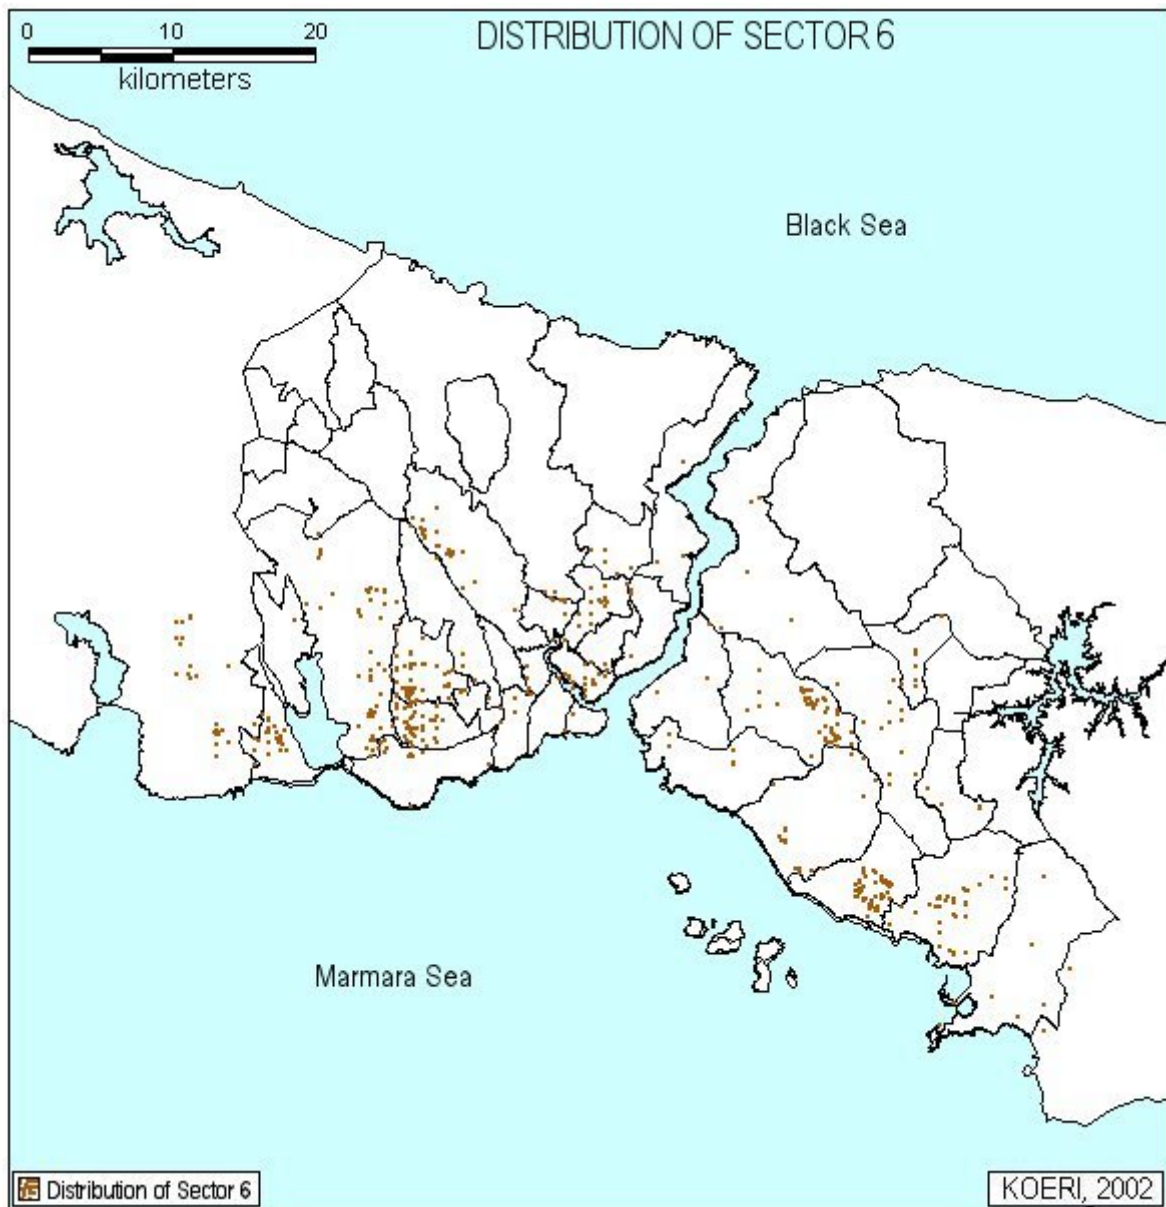 0 10 20
kilometers
DISTRIBUTION OF SECTOR 6
Black Sea
Marmara Sea
Distribution of Sector 6
KOERI, 2002